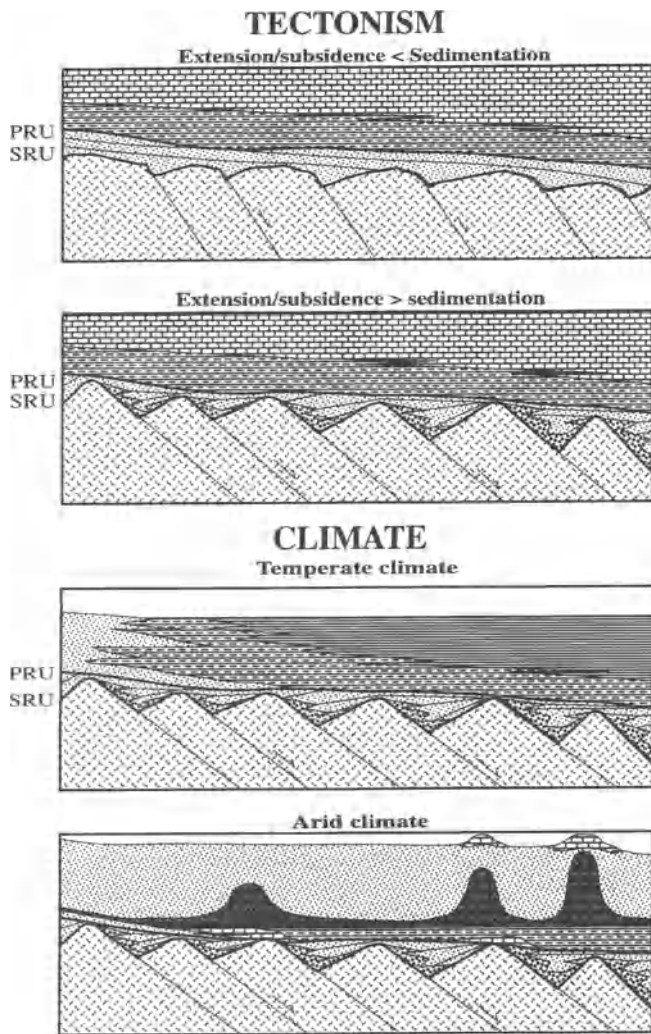 TECTONISM
Extension/subsidence < Sedimentation
PRU
SRU
Extension/subsidence > sedimentation
PRU
SRU
CLIMATE
Temperate climate
PRU
SRU
Arid climate